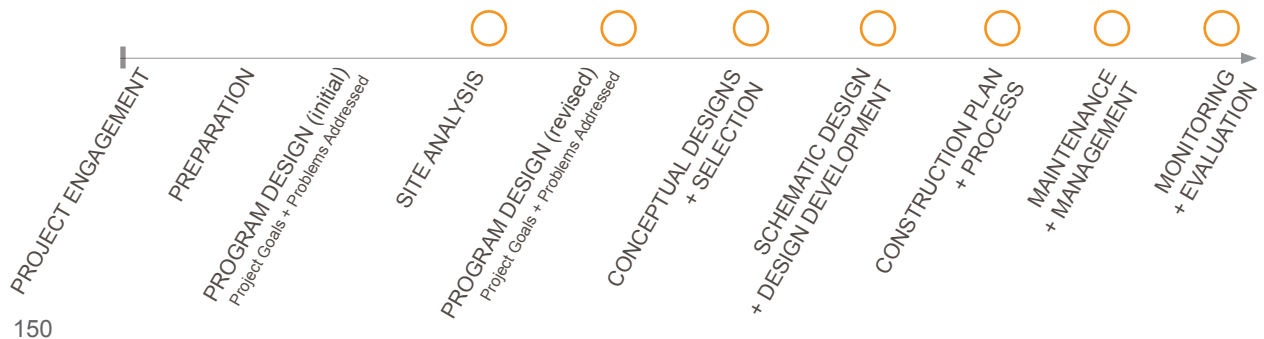 PROJECT ENGAGEMENT
PREPARATION
PROGRAM DESIGN (initial)
Project Goals + Problems Addressed
SITE ANALYSIS
PROGRAM DESIGN (revised)
Project Goals + Problems Addressed
CONCEPTUAL DESIGNS
+ SELECTION
SCHEMATIC DESIGN
+ DESIGN DEVELOPMENT
CONSTRUCTION PLAN
+ PROCESS
MAINTENANCE
+ MANAGEMENT
MONITORING
+ EVALUATION
150